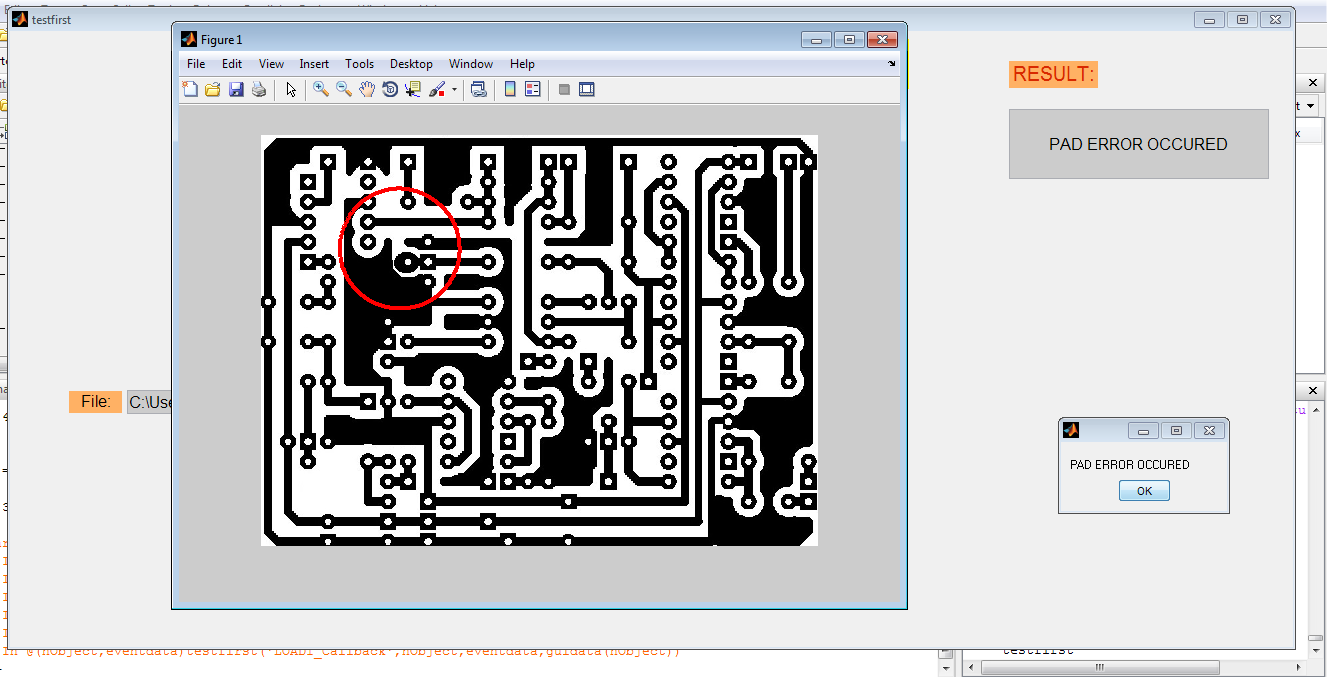 testfirst
Figure 1
File Edit View Insert Tools Desktop Window Help
RESULT:
PAD ERROR OCCURED
File: C:\Use
PAD ERROR OCCURED
OK
In @(hObject,eventdata)testfirst('LOAD1_Callback',hObject,eventdata,guidata(hObject))
testfirst